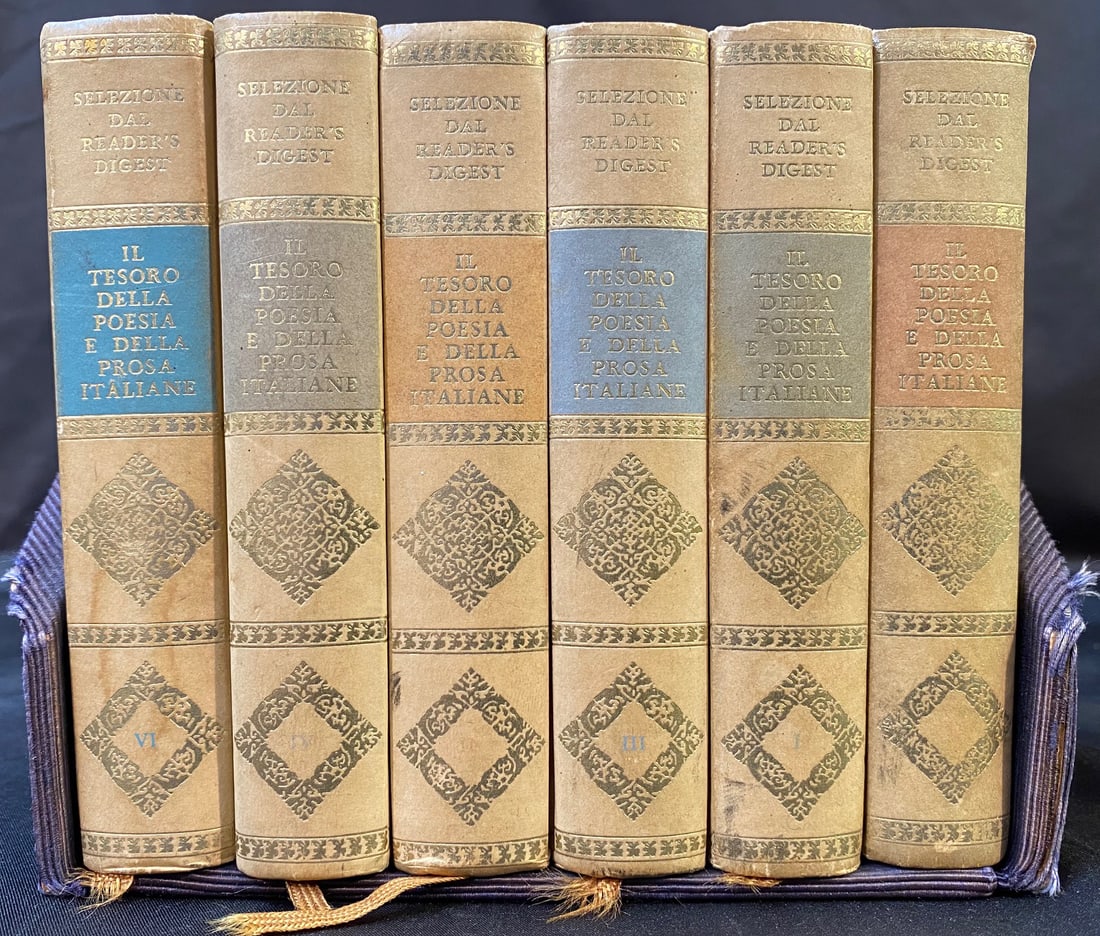 SELEZIONE
DAL
READER'S
DIGEST
IL
TESORO
DELLA
POESIA
E DELLA
PROSA
ITALIANE
VI
SELEZIONE
DAL
READER'S
DIGEST
IL
TESORO
DELLA
POESIA
E DELLA
PROSA
ITALIANE
SELEZIONE
DAL
READER'S
DIGEST
IL
TESORO
DELLA
POESIA
E DELLA
PROSA
ITALIANE
SELEZIONE
DAL
READER'S
DIGEST
IL
TESORO
DELLA
POESIA
E DELLA
PROSA
ITALIANE
III
SELEZIONE
DAL
READER'S
DIGEST
IL
TESORO
DELLA
POESIA
E DELLA
PROSA
ITALIANE
I
SELEZIONE
DAL
READER'S
DIGEST
IL
TESORO
DELLA
POESIA
E DELLA
PROSA
ITALIANE